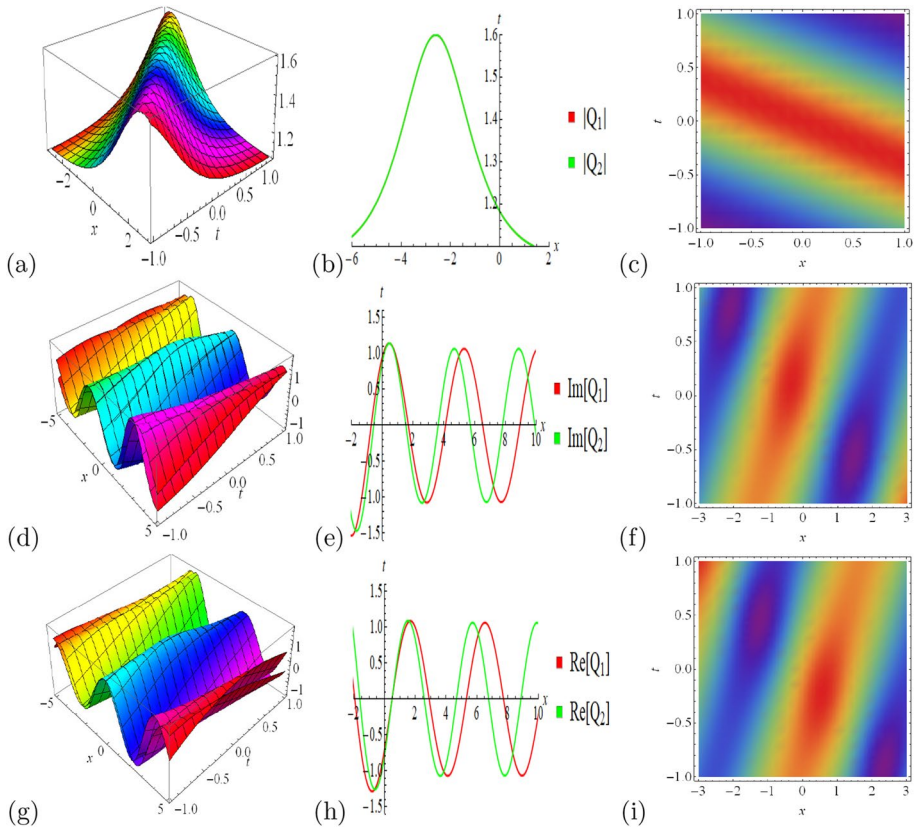 1.6
1.4
1.2
−2
0
2
x
−1.0
−0.5
0.0
0.5
1.0
t
(a)
t
1.6
1.5
1.4
1.3
1.2
−6 −4 −2 0 2
x
|Q1|
|Q2|
(b)
1.0
0.5
0.0
−0.5
−1.0
t
−1.0 −0.5 0.0 0.5 1.0
x
(c)
1
0
−1
−5
0
5
x
−1.0
−0.5
0.0
0.5
1.0
t
(d)
t
1.5
1.0
0.5
−0.5
−1.0
−1.5
−2 0 2 4 6 8 10
x
Im[Q1]
Im[Q2]
(e)
1.0
0.5
0.0
−0.5
−1.0
t
−3 −2 −1 0 1 2 3
x
(f)
1
0
−1
−5
0
5
x
−1.0
−0.5
0.0
0.5
1.0
t
(g)
t
1.5
1.0
0.5
−0.5
−1.0
−1.5
−2 0 2 4 6 8 10
x
Re[Q1]
Re[Q2]
(h)
1.0
0.5
0.0
−0.5
−1.0
t
−3 −2 −1 0 1 2 3
x
(i)